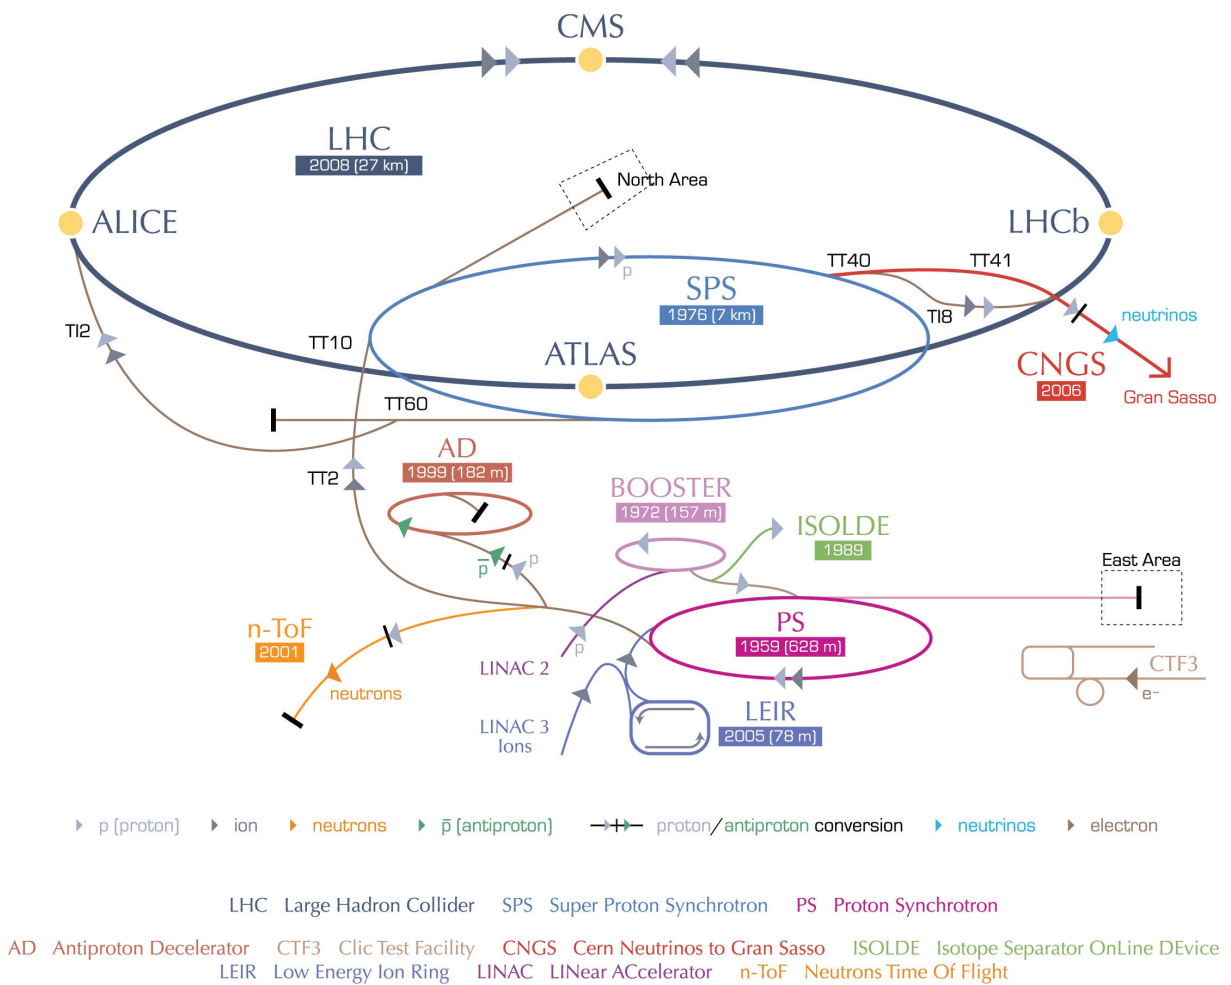 CMS
LHC
2008 (27 km)
North Area
ALICE
LHCb
TT40
TT41
p
SPS
1976 (7 km)
TI8
neutrinos
TI2
TT10
ATLAS
CNGS
2006
Gran Sasso
TT60
AD
1999 (182 m)
TT2
BOOSTER
1972 (157 m)
ISOLDE
1989
p̅
p
East Area
n-ToF
2001
PS
1959 (628 m)
p
LINAC 2
neutrons
CTF3
e-
LEIR
2005 (78 m)
LINAC 3
Ions
p (proton) ion neutrons p̅ (antiproton) proton/antiproton conversion neutrinos electron
LHC Large Hadron Collider SPS Super Proton Synchrotron PS Proton Synchrotron
AD Antiproton Decelerator CTF3 Clic Test Facility CNGS Cern Neutrinos to Gran Sasso ISOLDE Isotope Separator OnLine DEvice
LEIR Low Energy Ion Ring LINAC LINear ACcelerator n-ToF Neutrons Time Of Flight